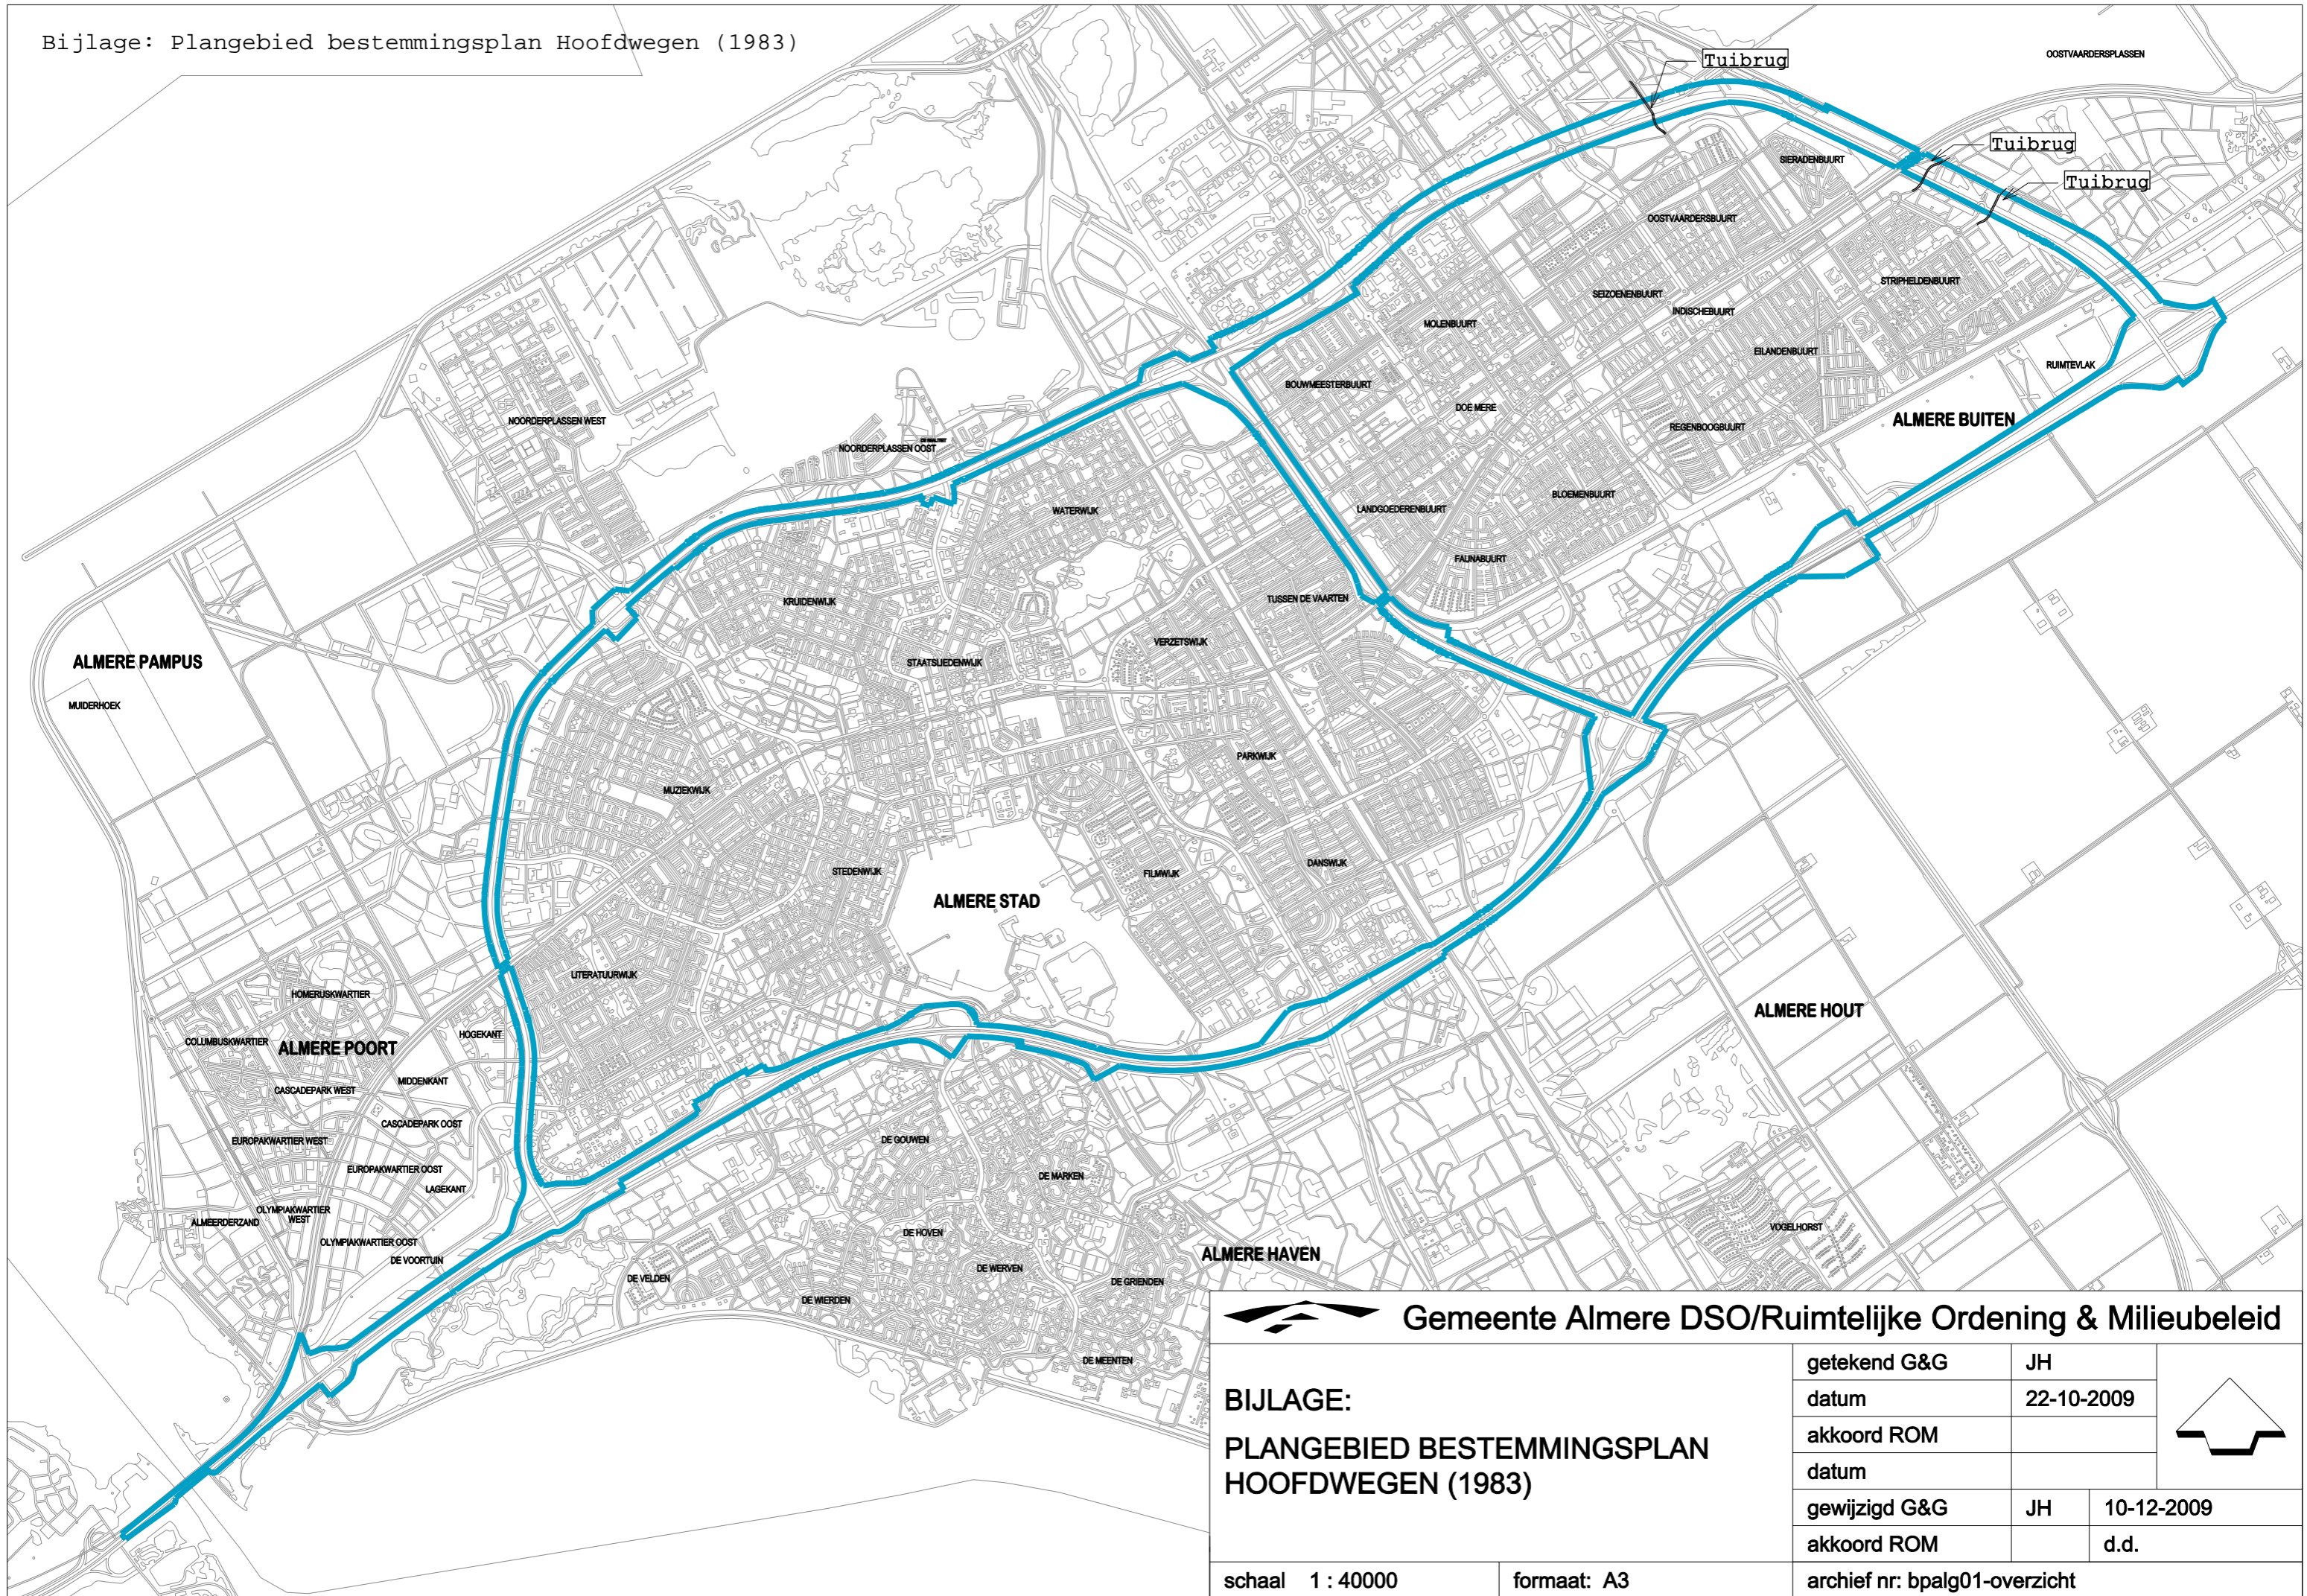 Bijlage: Plangebied bestemmingsplan Hoofdwegen (1983)
Tuibrug
OOSTVAARDERSPLASSEN
Tuibrug
SIERADENBUURT
Tuibrug
OOSTVAARDERSBUURT
STRIPHELDENBUURT
SEIZOENENBUURT
INDISCHEBUURT
MOLENBUURT
EILANDENBUURT
RUIMTEVLAK
BOUWMEESTERBUURT
DOE MERE
ALMERE BUITEN
NOORDERPLASSEN WEST
REGENBOOGBUURT
NOORDERPLASSEN OOST
BLOEMENBUURT
WATERWIJK
LANDGOEDERENBUURT
FAUNABUURT
KRUIDENWIJK
TUSSEN DE VAARTEN
VERZETSWIJK
ALMERE PAMPUS
STAATSLIEDENWIJK
MUIDERHOEK
PARKWIJK
MUZIEKWIJK
DANSWIJK
STEDENWIJK
FILMWIJK
ALMERE STAD
LITERATUURWIJK
HOMERUSKWARTIER
ALMERE HOUT
HOGEKANT
COLUMBUSKWARTIER
ALMERE POORT
MIDDENKANT
CASCADEPARK WEST
CASCADEPARK OOST
EUROPAKWARTIER WEST
DE GOUWEN
EUROPAKWARTIER OOST
DE MARKEN
LAGEKANT
OLYMPIAKWARTIER
WEST
ALMEERDERZAND
VOGELHORST
DE HOVEN
OLYMPIAKWARTIER OOST
ALMERE HAVEN
DE VOORTUIN
DE WERVEN
DE VELDEN
DE GRIENDEN
DE WIERDEN
DE MEENTEN
Gemeente Almere DSO/Ruimtelijke Ordening & Milieubeleid
BIJLAGE:
PLANGEBIED BESTEMMINGSPLAN
HOOFDWEGEN (1983)
getekend G&G JH
datum 22-10-2009
akkoord ROM
datum
gewijzigd G&G JH 10-12-2009
akkoord ROM d.d.
schaal 1 : 40000 formaat: A3 archief nr: bpalg01-overzicht